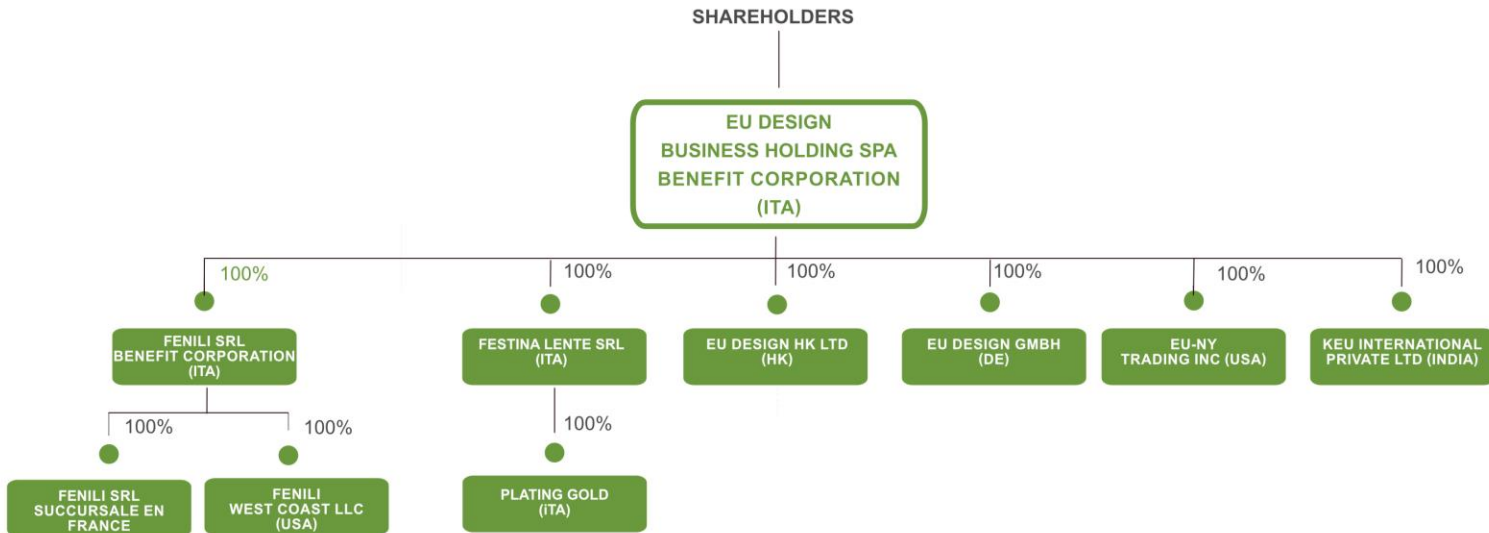 SHAREHOLDERS
EU DESIGN
BUSINESS HOLDING SPA
BENEFIT CORPORATION
(ITA)
100%
100%
100%
100%
100%
100%
FENILI SRL
BENEFIT CORPORATION
(ITA)
FESTINA LENTE SRL
(ITA)
EU DESIGN HK LTD
(HK)
EU DESIGN GMBH
(DE)
EU-NY
TRADING INC (USA)
KEU INTERNATIONAL
PRIVATE LTD (INDIA)
100%
100%
100%
FENILI SRL
SUCCURSALE EN
FRANCE
FENILI
WEST COAST LLC
(USA)
PLATING GOLD
(iTA)